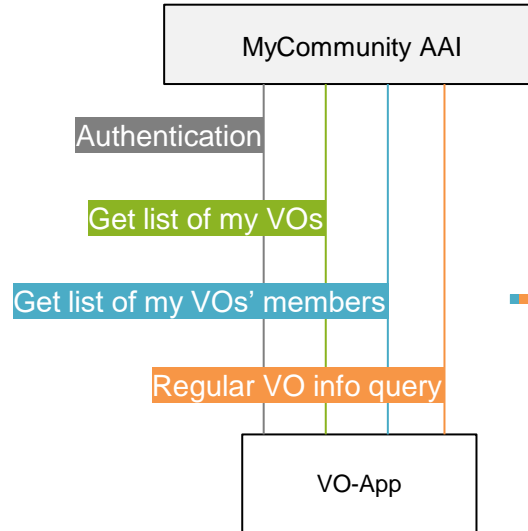 MyCommunity AAI
Authentication
Get list of my VOs
Get list of my VOs’ members
Regular VO info query
VO-App